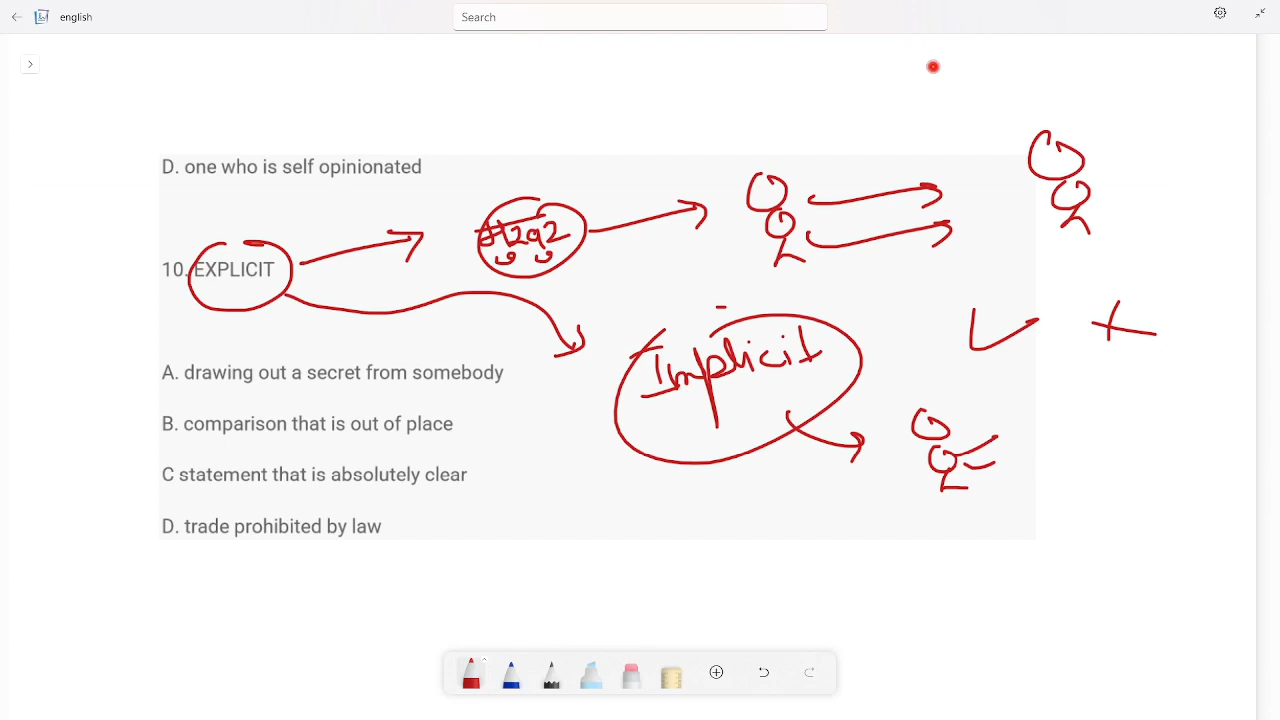 english
Search
D. one who is self opinionated
10. EXPLICIT
Implicit
A. drawing out a secret from somebody
B. comparison that is out of place
C statement that is absolutely clear
D. trade prohibited by law